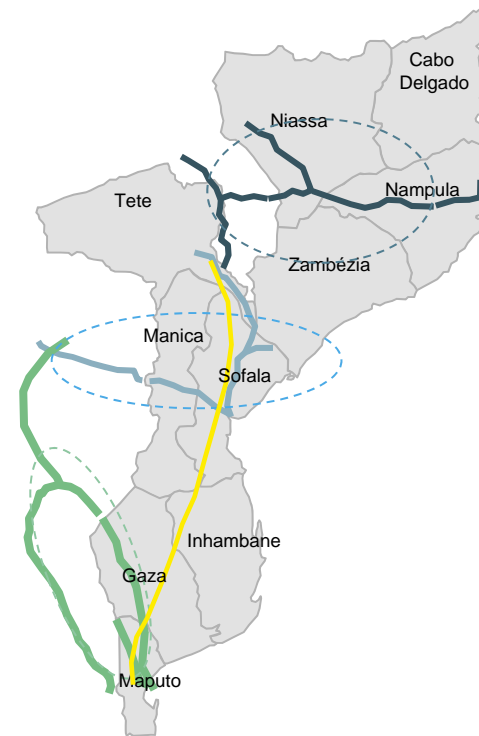 Cabo
Delgado
Niassa
Nampula
Tete
Zambézia
Manica
Sofala
Inhambane
Gaza
Maputo